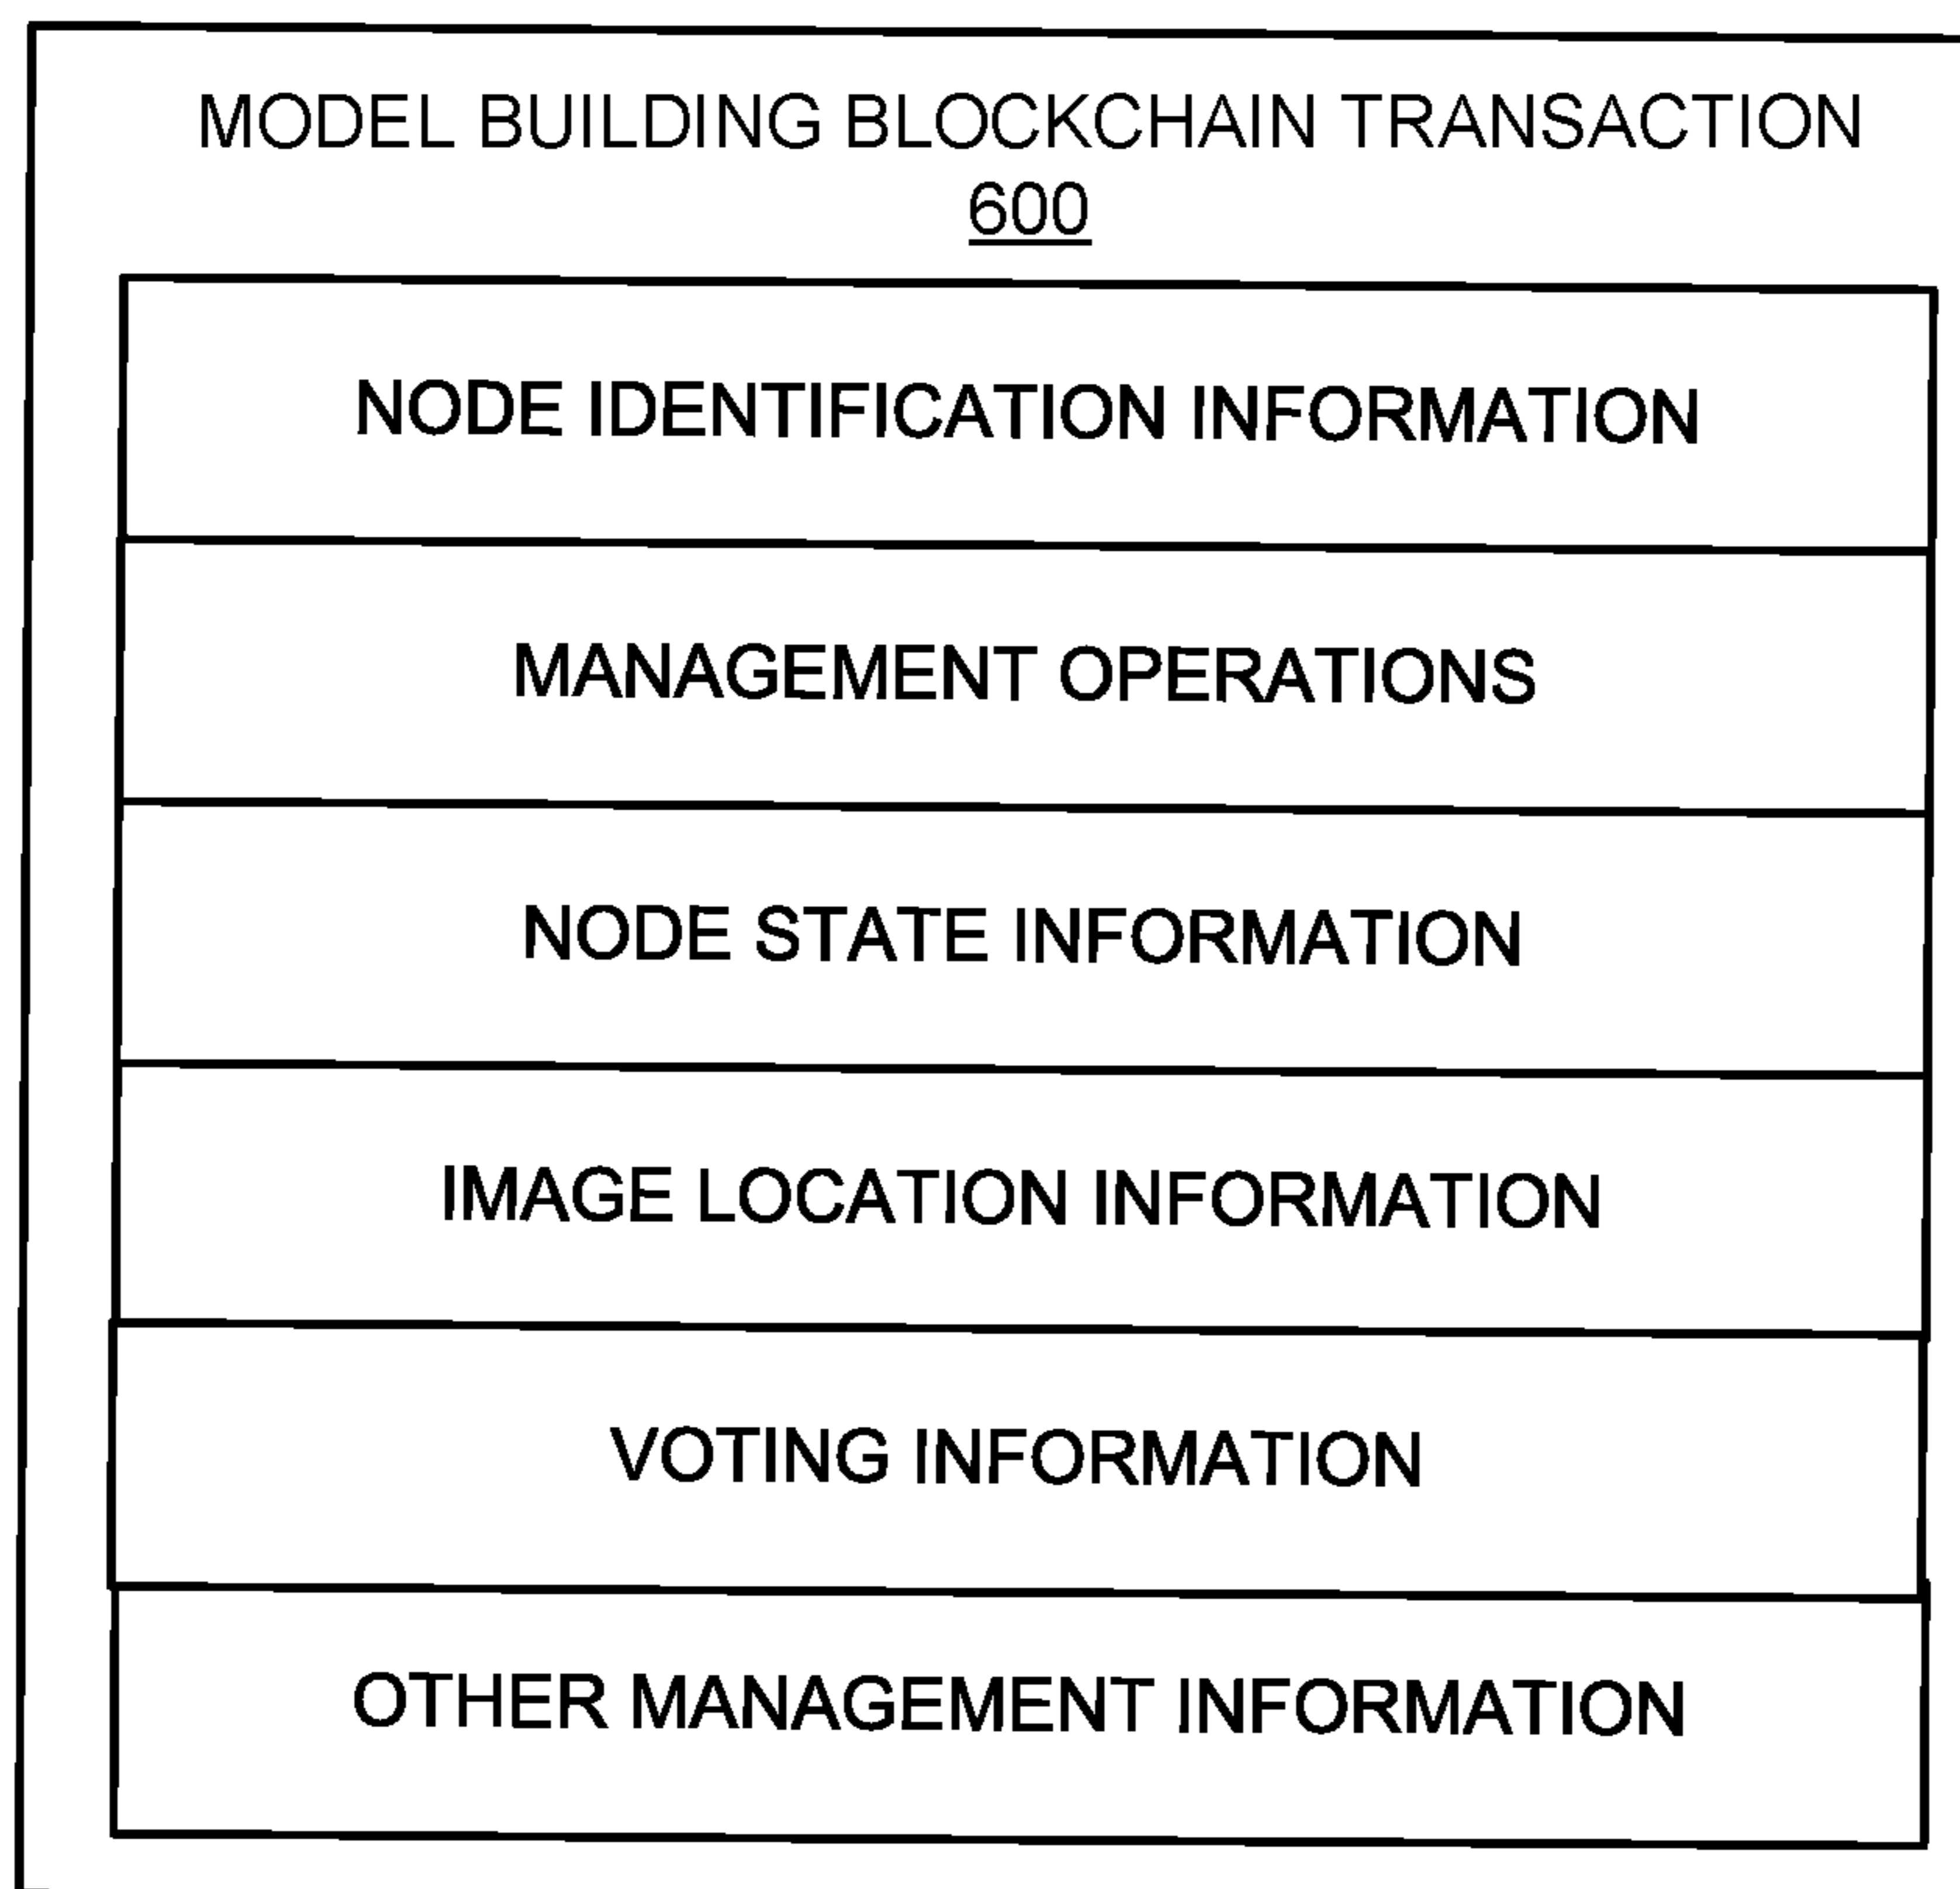 MODEL BUILDING BLOCKCHAIN TRANSACTION
600
NODE IDENTIFICATION INFORMATION
MANAGEMENT OPERATIONS
NODE STATE INFORMATION
IMAGE LOCATION INFORMATION
VOTING INFORMATION
OTHER MANAGEMENT INFORMATION